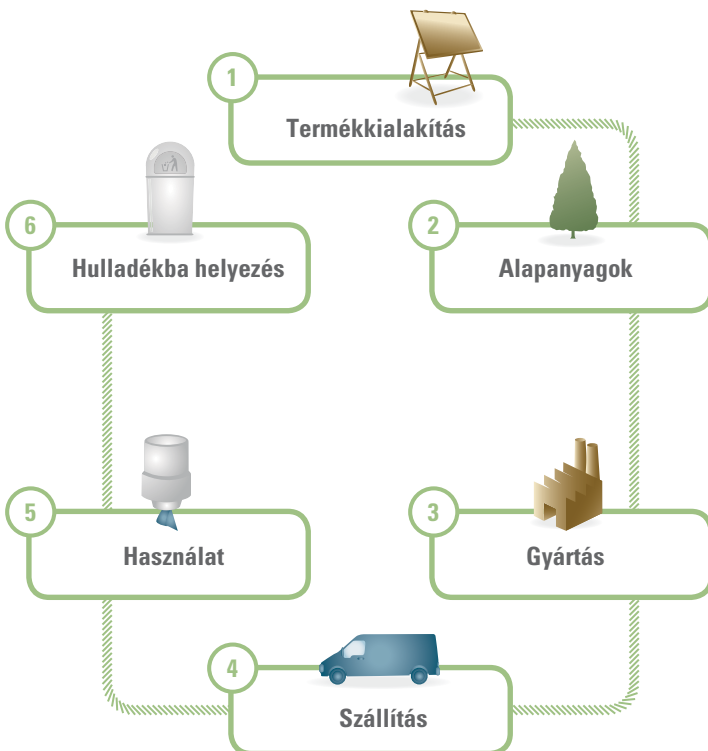 1
Termékkialakítás
2
Alapanyagok
3
Gyártás
4
Szállítás
5
Használat
6
Hulladékba helyezés